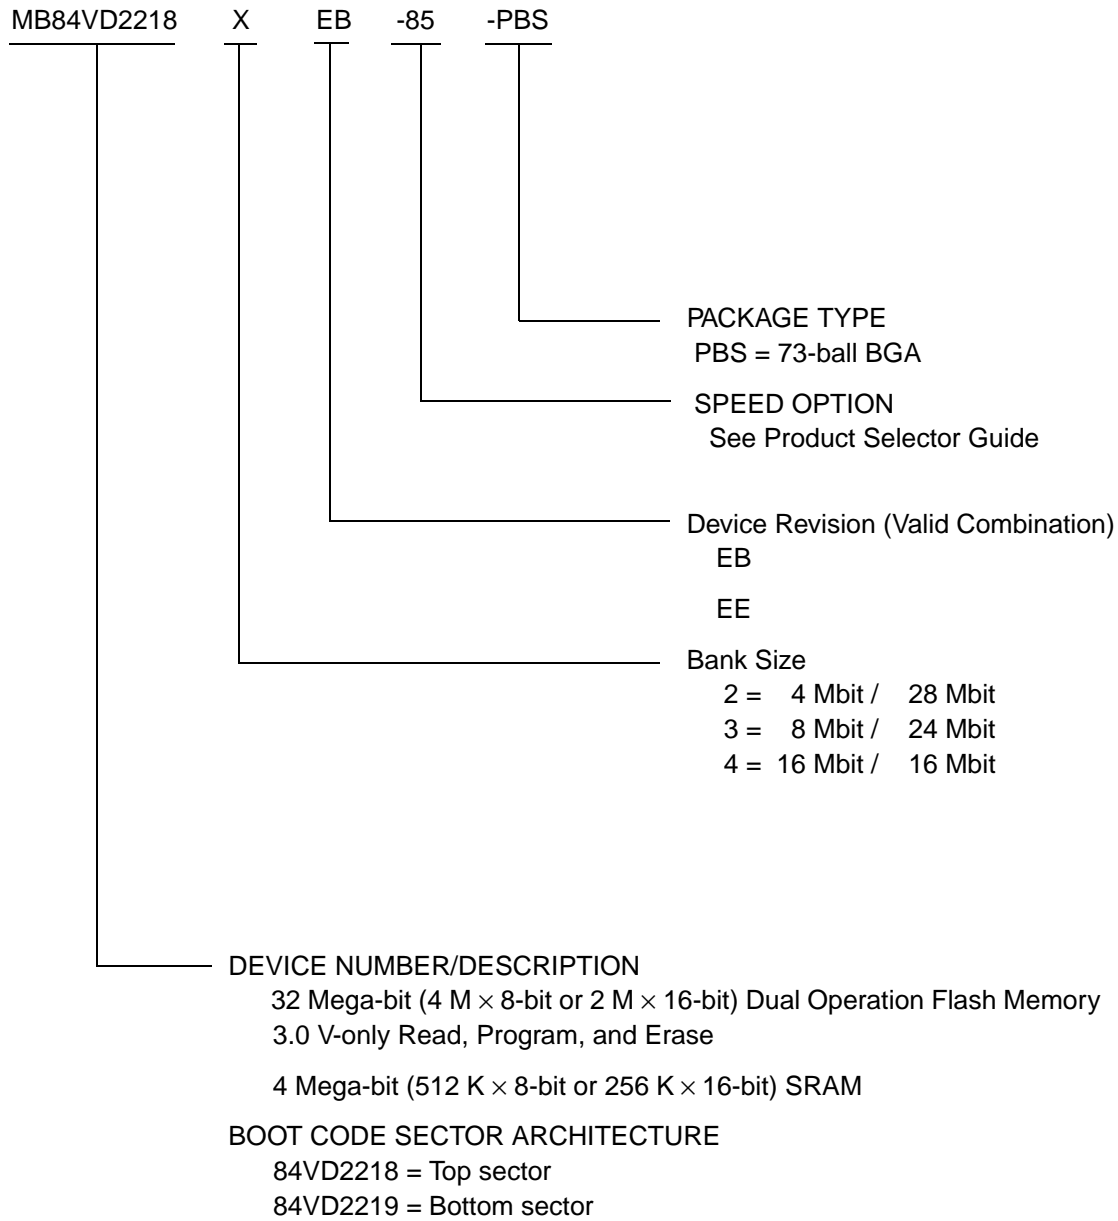 MB84VD2218 X EB -85 -PBS
PACKAGE TYPE
PBS = 73-ball BGA
SPEED OPTION
See Product Selector Guide
Device Revision (Valid Combination)
EB
EE
Bank Size
2 = 4 Mbit / 28 Mbit
3 = 8 Mbit / 24 Mbit
4 = 16 Mbit / 16 Mbit
DEVICE NUMBER/DESCRIPTION
32 Mega-bit (4 M × 8-bit or 2 M × 16-bit) Dual Operation Flash Memory
3.0 V-only Read, Program, and Erase
4 Mega-bit (512 K × 8-bit or 256 K × 16-bit) SRAM
BOOT CODE SECTOR ARCHITECTURE
84VD2218 = Top sector
84VD2219 = Bottom sector